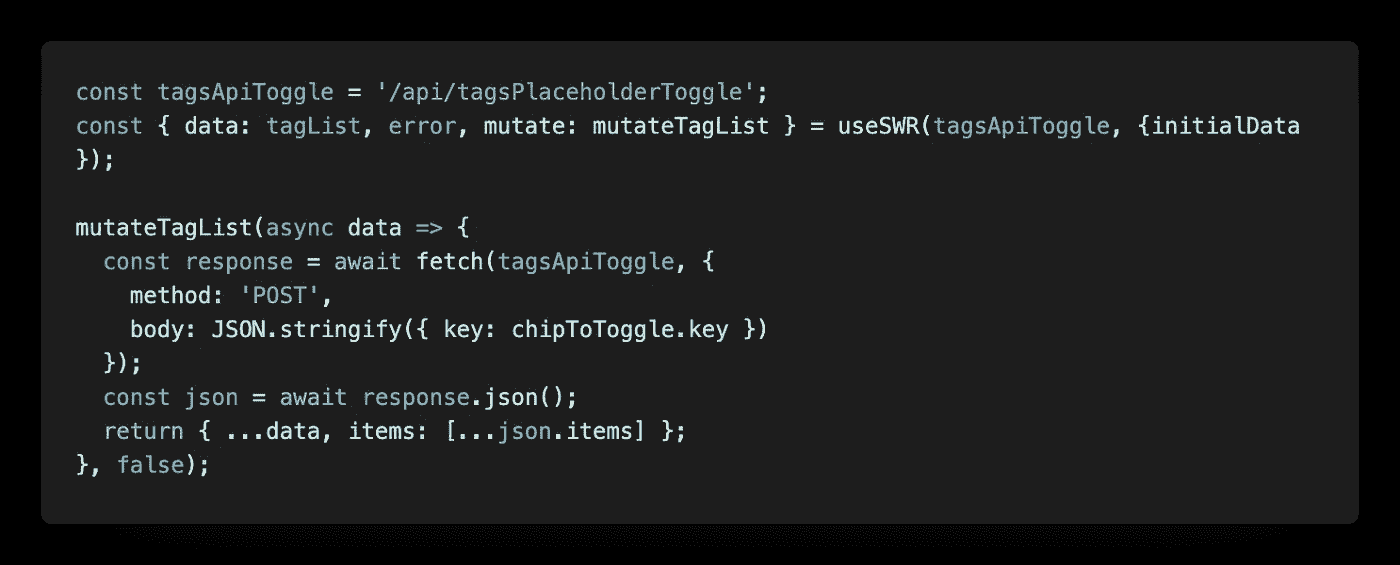 const tagsApiToggle = '/api/tagsPlaceholderToggle';
const { data: tagList, error, mutate: mutateTagList } = useSWR(tagsApiToggle, {initialData
});

mutateTagList(async data => {
  const response = await fetch(tagsApiToggle, {
    method: 'POST',
    body: JSON.stringify({ key: chipToToggle.key })
  });
  const json = await response.json();
  return { ...data, items: [...json.items] };
}, false);